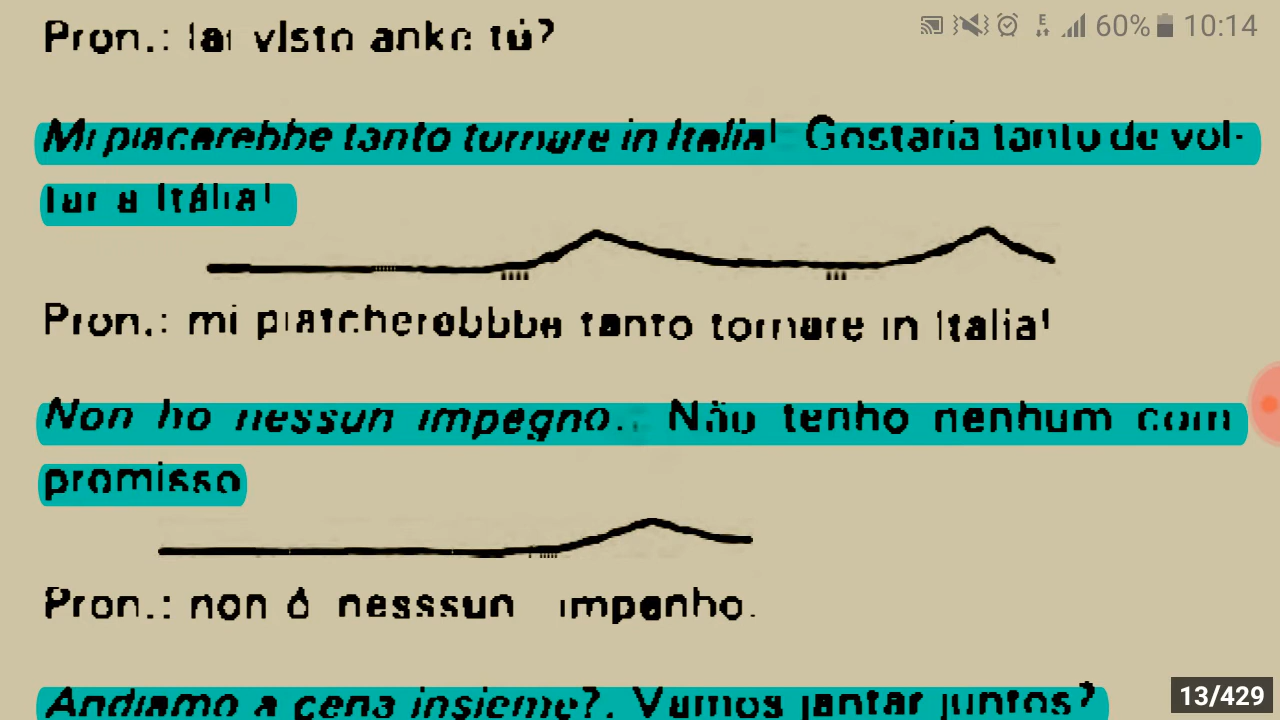 Pron.: lai visto anke tú?
60% 10:14
Mi piacerebbe tanto tornare in Italia! Gostaria tanto de vol-
tar a Itália!
Pron.: mi piatcherebbbe tanto tornare in Italia!
Non ho nessun impegno.. Não tenho nenhum com
promisso
Pron.: non ó nesssun impenho.
Andiamo a cena insieme?. Vamos jantar juntos?
13/429